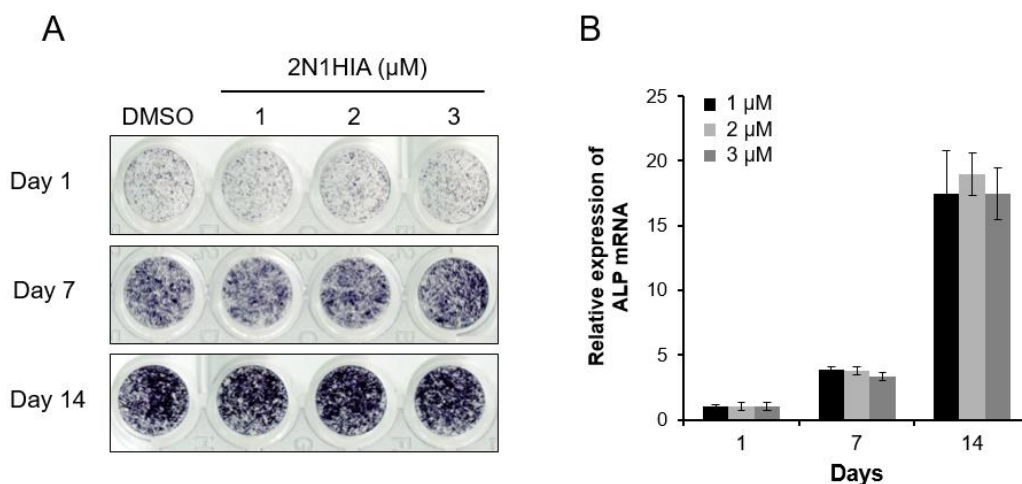 A
2N1HIA (µM)
DMSO 1 2 3
Day 1
Day 7
Day 14
B
Relative expression of
ALP mRNA
25
20
15
10
5
0
1 µM
2 µM
3 µM
1 7 14
Days